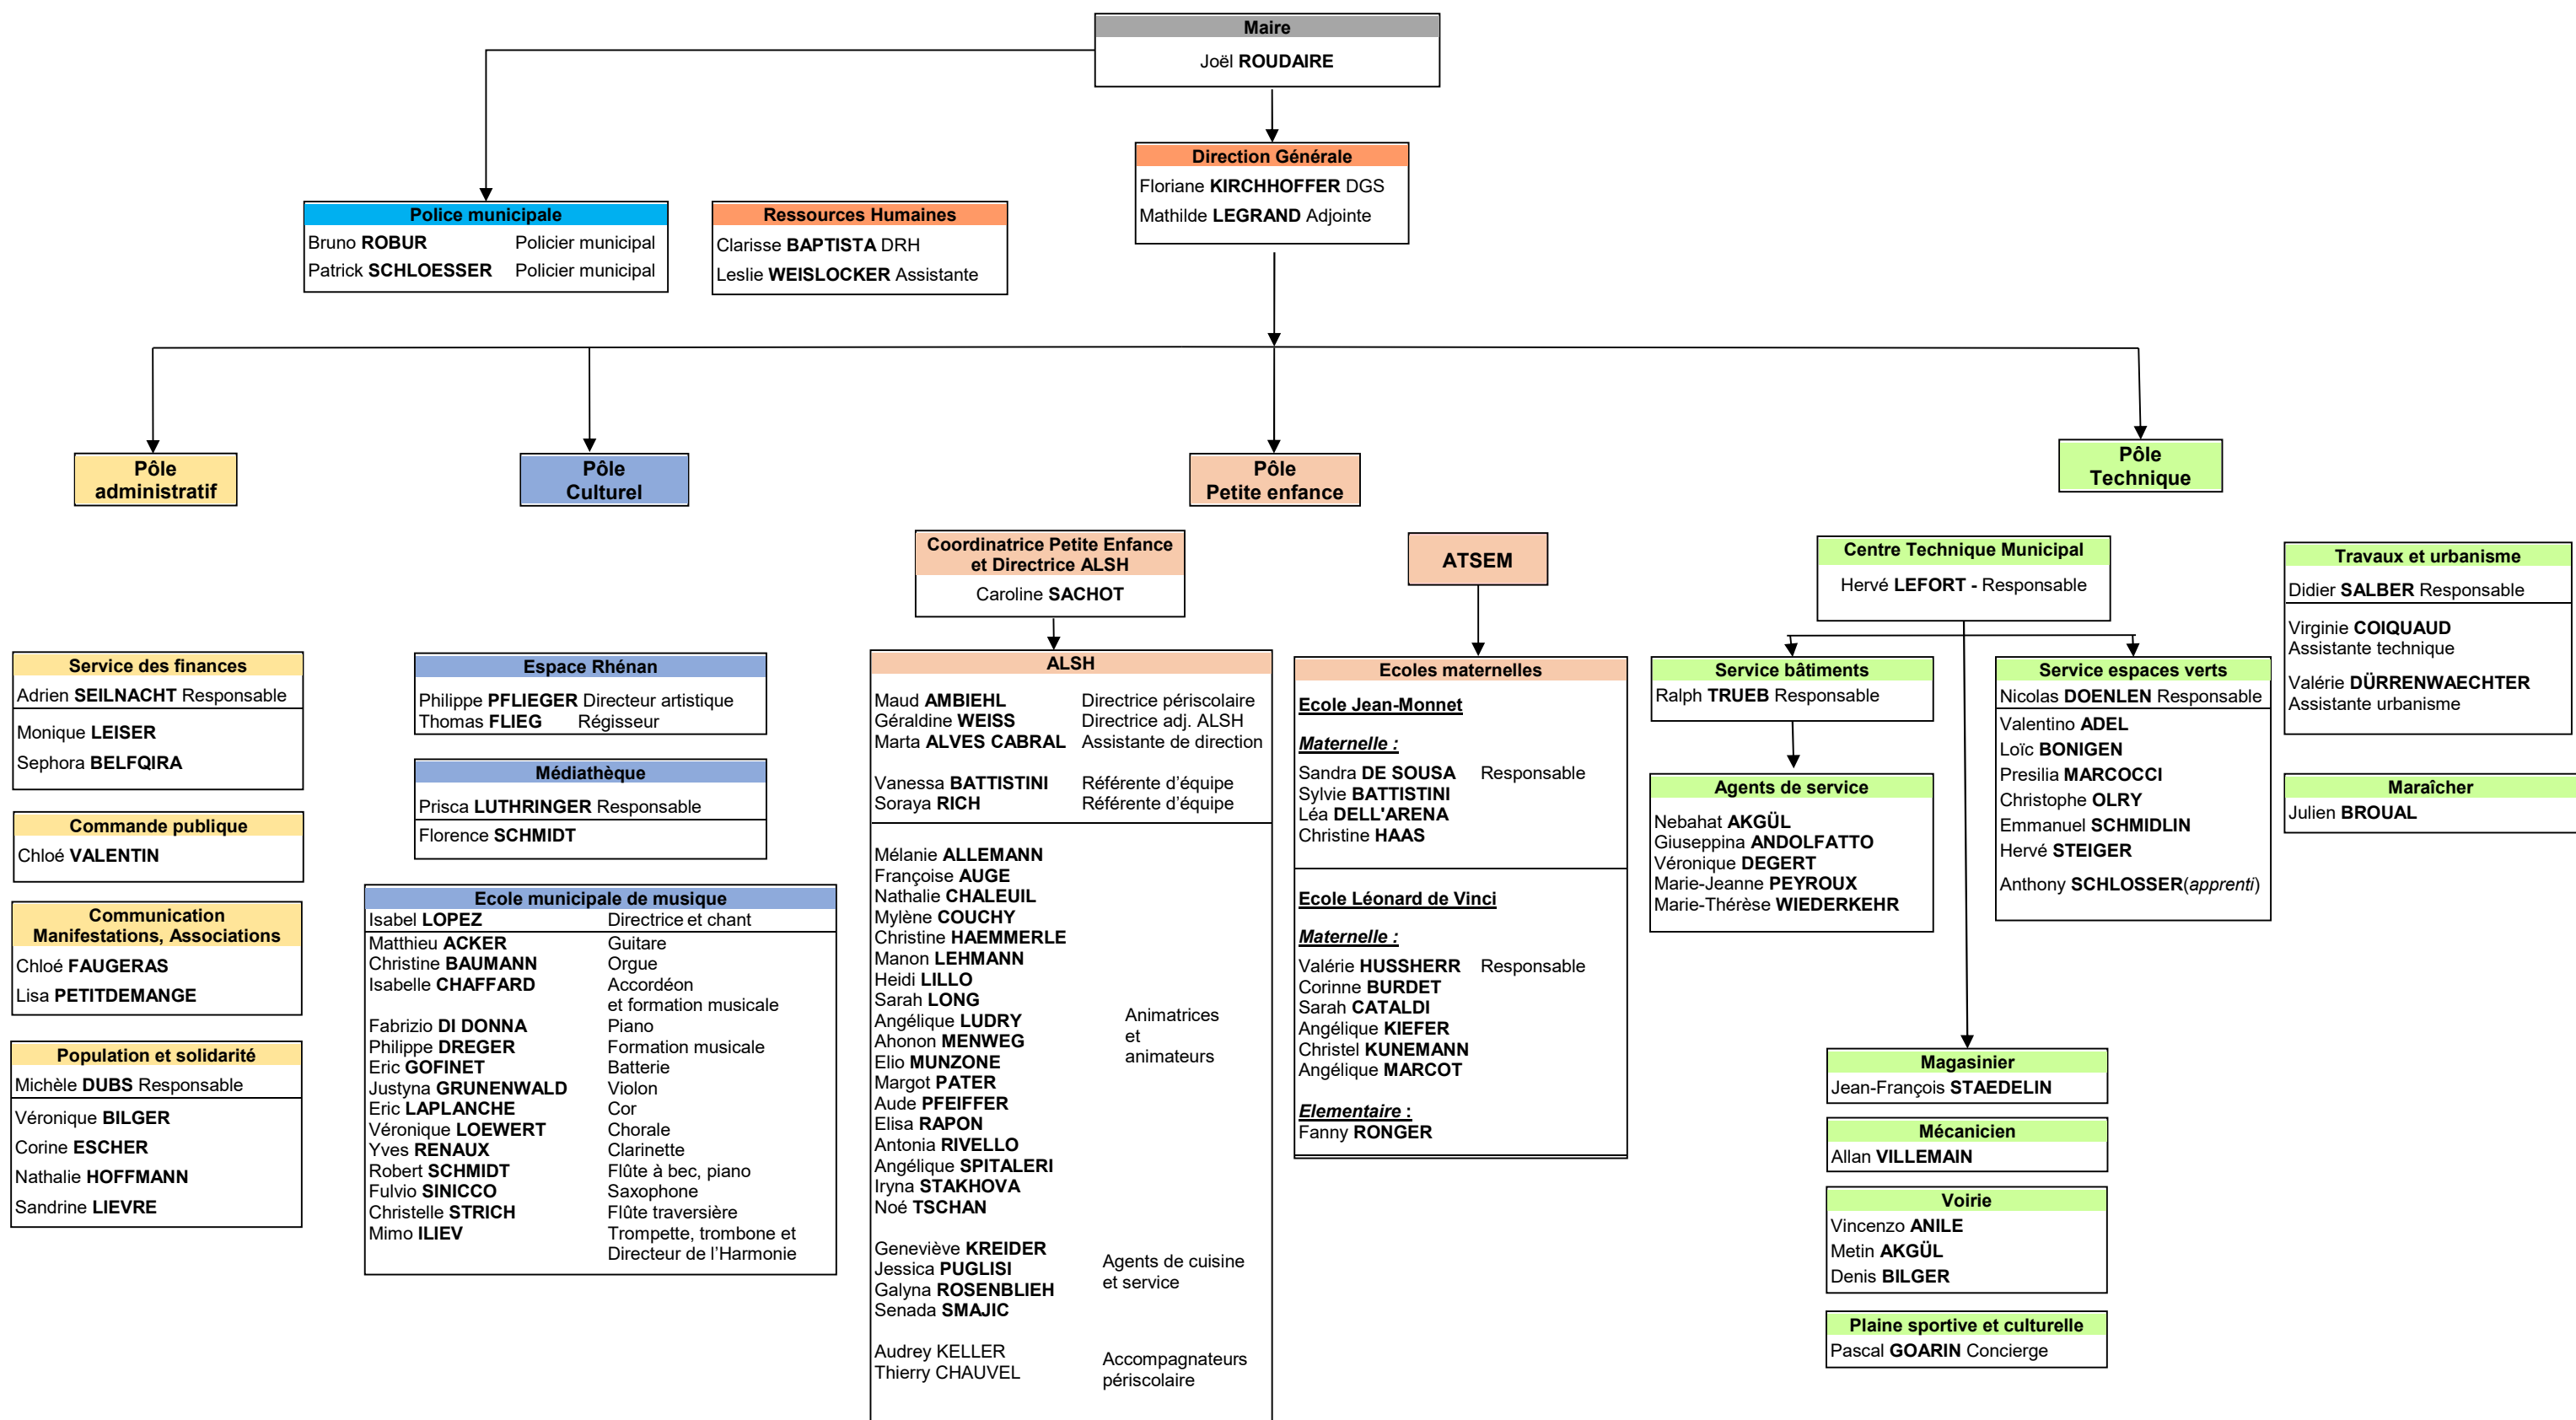 Maire
Joël ROUDAIRE
Direction Générale
Floriane KIRCHHOFFER DGS
Mathilde LEGRAND Adjointe
Police municipale
Bruno ROBUR Policier municipal
Patrick SCHLOESSER Policier municipal
Ressources Humaines
Clarisse BAPTISTA DRH
Leslie WEISLOCKER Assistante
Pôle
administratif
Pôle
Culturel
Pôle
Petite enfance
Pôle
Technique
Service des finances
Adrien SEILNACHT Responsable
Monique LEISER
Sephora BELFQIRA
Commande publique
Chloé VALENTIN
Communication
Manifestations, Associations
Chloé FAUGERAS
Lisa PETITDEMANGE
Population et solidarité
Michèle DUBS Responsable
Véronique BILGER
Corine ESCHER
Nathalie HOFFMANN
Sandrine LIEVRE
Espace Rhénan
Philippe PFLIEGER Directeur artistique
Thomas FLIEG Régisseur
Médiathèque
Prisca LUTHRINGER Responsable
Florence SCHMIDT
Ecole municipale de musique
Isabel LOPEZ Directrice et chant
Matthieu ACKER Guitare
Christine BAUMANN Orgue
Isabelle CHAFFARD Accordéon
et formation musicale
Fabrizio DI DONNA Piano
Philippe DREGER Formation musicale
Eric GOFINET Batterie
Justyna GRUNENWALD Violon
Eric LAPLANCHE Cor
Véronique LOEWERT Chorale
Yves RENAUX Clarinette
Robert SCHMIDT Flûte à bec, piano
Fulvio SINICCO Saxophone
Christelle STRICH Flûte traversière
Mimo ILIEV Trompette, trombone et
Directeur de l’Harmonie
Coordinatrice Petite Enfance
et Directrice ALSH
Caroline SACHOT
ALSH
Maud AMBIEHL Directrice périscolaire
Géraldine WEISS Directrice adj. ALSH
Marta ALVES CABRAL Assistante de direction
Vanessa BATTISTINI Référente d’équipe
Soraya RICH Référente d’équipe
Mélanie ALLEMANN
Françoise AUGE
Nathalie CHALEUIL
Mylène COUCHY
Christine HAEMMERLE
Manon LEHMANN
Heidi LILLO
Sarah LONG
Angélique LUDRY
Ahonon MENWEG
Elio MUNZONE
Margot PATER
Aude PFEIFFER
Elisa RAPON
Antonia RIVELLO
Angélique SPITALERI
Iryna STAKHOVA
Noé TSCHAN
Animatrices
et
animateurs
Geneviève KREIDER
Jessica PUGLISI
Galyna ROSENBLIEH
Senada SMAJIC
Agents de cuisine
et service
Audrey KELLER
Thierry CHAUVEL
Accompagnateurs
périscolaire
ATSEM
Ecoles maternelles
Ecole Jean-Monnet
Maternelle :
Sandra DE SOUSA Responsable
Sylvie BATTISTINI
Léa DELL'ARENA
Christine HAAS
Ecole Léonard de Vinci
Maternelle :
Valérie HUSSHERR Responsable
Corinne BURDET
Sarah CATALDI
Angélique KIEFER
Christel KUNEMANN
Angélique MARCOT
Elementaire :
Fanny RONGER
Centre Technique Municipal
Hervé LEFORT - Responsable
Service bâtiments
Ralph TRUEB Responsable
Agents de service
Nebahat AKGÜL
Giuseppina ANDOLFATTO
Véronique DEGERT
Marie-Jeanne PEYROUX
Marie-Thérèse WIEDERKEHR
Service espaces verts
Nicolas DOENLEN Responsable
Valentino ADEL
Loïc BONIGEN
Presilia MARCOCCI
Christophe OLRY
Emmanuel SCHMIDLIN
Hervé STEIGER
Anthony SCHLOSSER(apprenti)
Magasinier
Jean-François STAEDELIN
Mécanicien
Allan VILLEMAIN
Voirie
Vincenzo ANILE
Metin AKGÜL
Denis BILGER
Plaine sportive et culturelle
Pascal GOARIN Concierge
Travaux et urbanisme
Didier SALBER Responsable
Virginie COIQUAUD
Assistante technique
Valérie DÜRRENWAECHTER
Assistante urbanisme
Maraîcher
Julien BROUAL